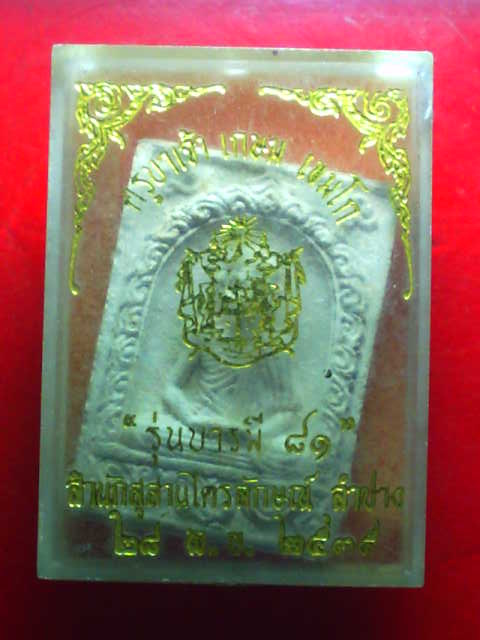 ครูบาเจ้า เกษม เขมโก
"รุ่นบารมี ๘๑"
สำนักสุสานไตรลักษณ์ ลำปาง
๒๘ พ.ย. ๒๕๓๕